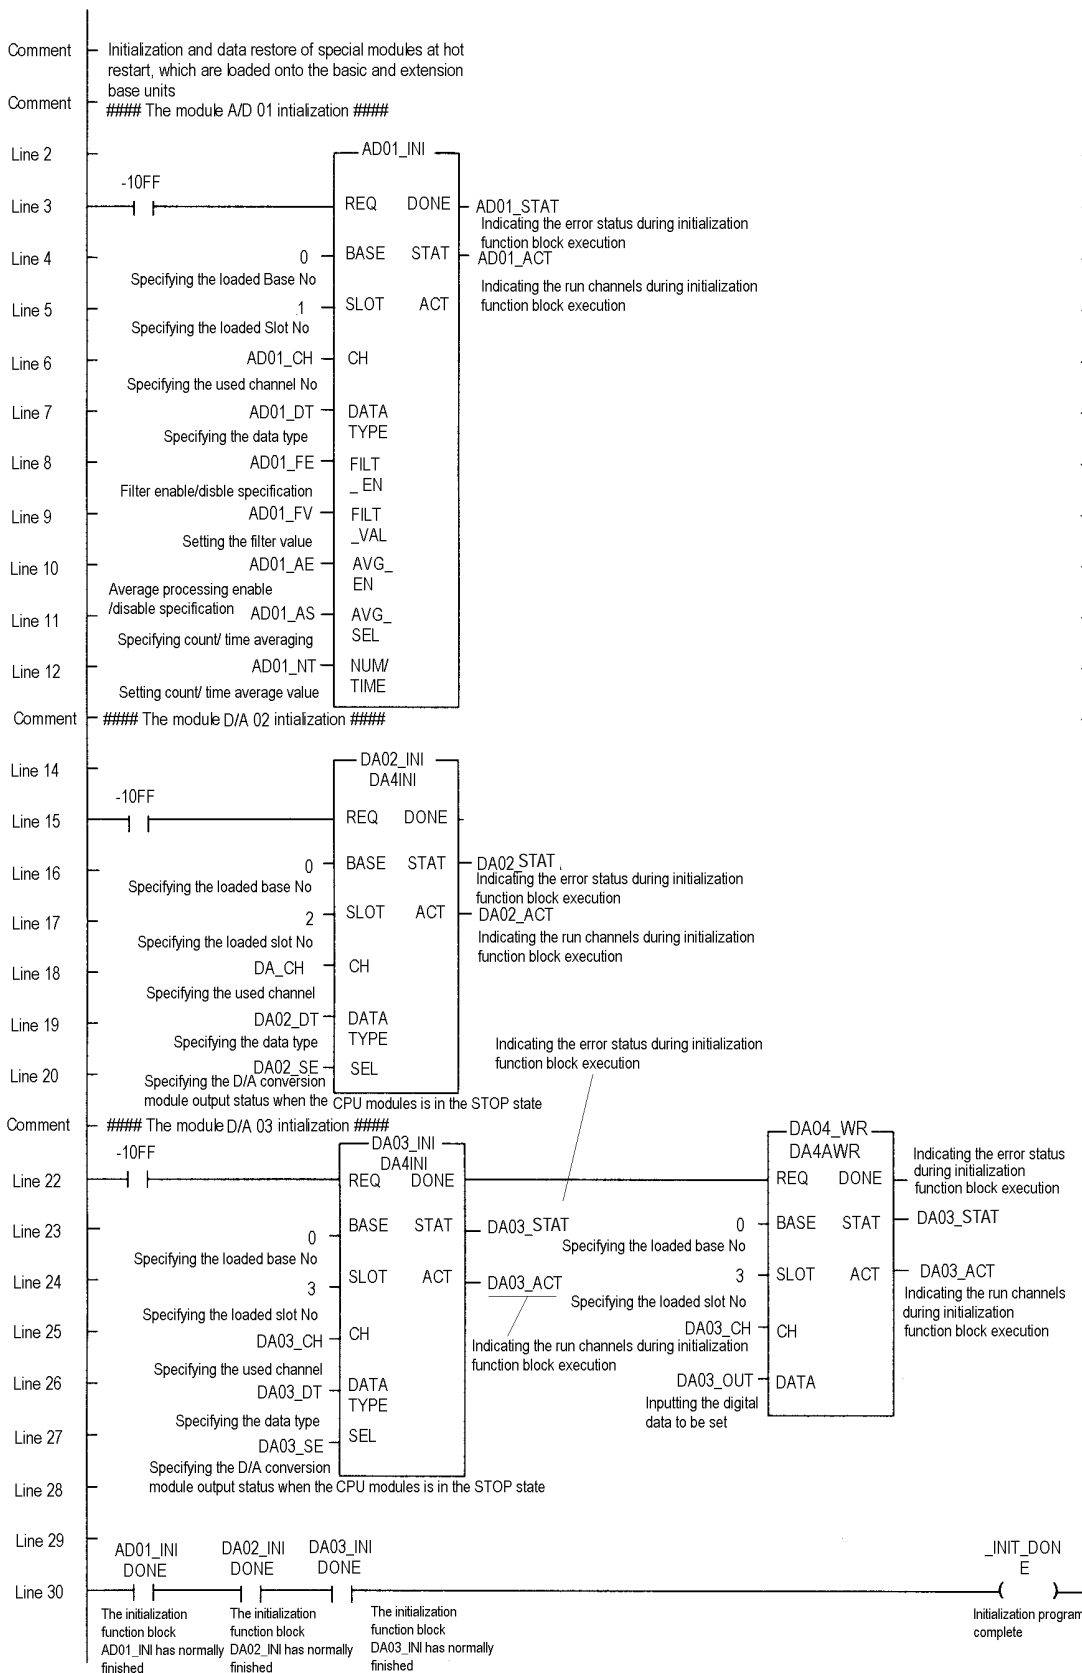 Comment Initialization and data restore of special modules at hot
restart, which are loaded onto the basic and extension
base units
Comment #### The module A/D 01 intialization ####
Line 2 AD01_INI
-10FF
Line 3 REQ DONE AD01_STAT
Indicating the error status during initialization
function block execution
Line 4 0 BASE STAT AD01_ACT
Specifying the loaded Base No
Indicating the run channels during initialization
function block execution
Line 5 1 SLOT ACT
Specifying the loaded Slot No
Line 6 AD01_CH CH
Specifying the used channel No
Line 7 AD01_DT DATA
TYPE
Specifying the data type
Line 8 AD01_FE FILT
_ EN
Filter enable/disble specification
Line 9 AD01_FV FILT
_VAL
Setting the filter value
Line 10 AD01_AE AVG_
EN
Average processing enable
/disable specification
Line 11 AD01_AS AVG_
SEL
Specifying count/ time averaging
Line 12 AD01_NT NUM/
TIME
Setting count/ time average value
Comment #### The module D/A 02 intialization ####
Line 14 DA02_INI
DA4INI
-10FF
Line 15 REQ DONE
Line 16 0 BASE STAT DA02_STAT
Specifying the loaded base No
Indicating the error status during initialization
function block execution
Line 17 2 SLOT ACT DA02_ACT
Specifying the loaded slot No
Indicating the run channels during initialization
function block execution
Line 18 DA_CH CH
Specifying the used channel
Line 19 DA02_DT DATA
TYPE
Specifying the data type
Indicating the error status during initialization
function block execution
Line 20 DA02_SE SEL
Specifying the D/A conversion
module output status when the CPU modules is in the STOP state
Comment #### The module D/A 03 intialization ####
-10FF
DA03_INI
DA4INI
DA04_WR
DA4AWR
Indicating the error status
during initialization
function block execution
Line 22 REQ DONE REQ DONE
Line 23 0 BASE STAT DA03_STAT 0 BASE STAT DA03_STAT
Specifying the loaded base No Specifying the loaded base No
Line 24 3 SLOT ACT DA03_ACT 3 SLOT ACT DA03_ACT
Specifying the loaded slot No Specifying the loaded slot No
Indicating the run channels
during initialization
function block execution
Line 25 DA03_CH CH DA03_CH CH
Indicating the run channels during initialization
function block execution
Specifying the used channel
Line 26 DA03_DT DATA
TYPE
DA03_OUT DATA
Inputting the digital
data to be set
Specifying the data type
Line 27 DA03_SE SEL
Specifying the D/A conversion
Line 28 module output status when the CPU modules is in the STOP state
Line 29
AD01_INI
DONE
DA02_INI
DONE
DA03_INI
DONE
_INIT_DON
E
Line 30
The initialization
function block
AD01_INI has normally
finished
The initialization
function block
DA02_INI has normally
finished
The initialization
function block
DA03_INI has normally
finished
Initialization program
complete